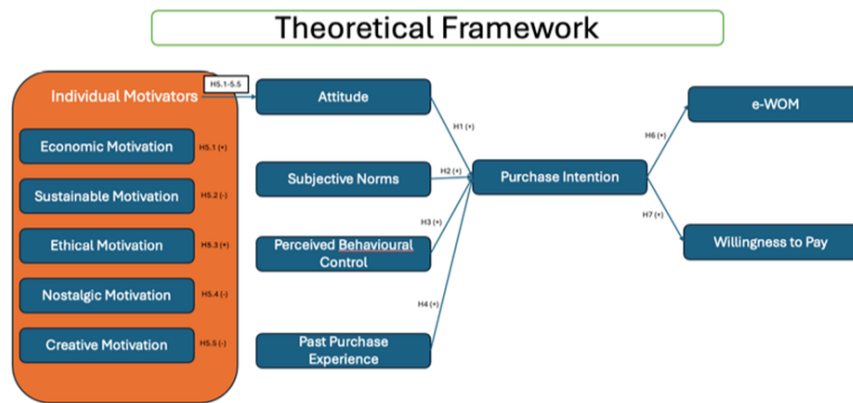 Theoretical Framework
Individual Motivators
H5.1-5.5
Economic Motivation
H5.1 (+)
Sustainable Motivation
H5.2 (-)
Ethical Motivation
H5.3 (+)
Nostalgic Motivation
H5.4 (-)
Creative Motivation
H5.5 (-)
Attitude
Subjective Norms
Perceived Behavioural
Control
Past Purchase
Experience
H1 (+)
H2 (+)
H3 (+)
H4 (+)
Purchase Intention
H6 (+)
H7 (+)
e-WOM
Willingness to Pay